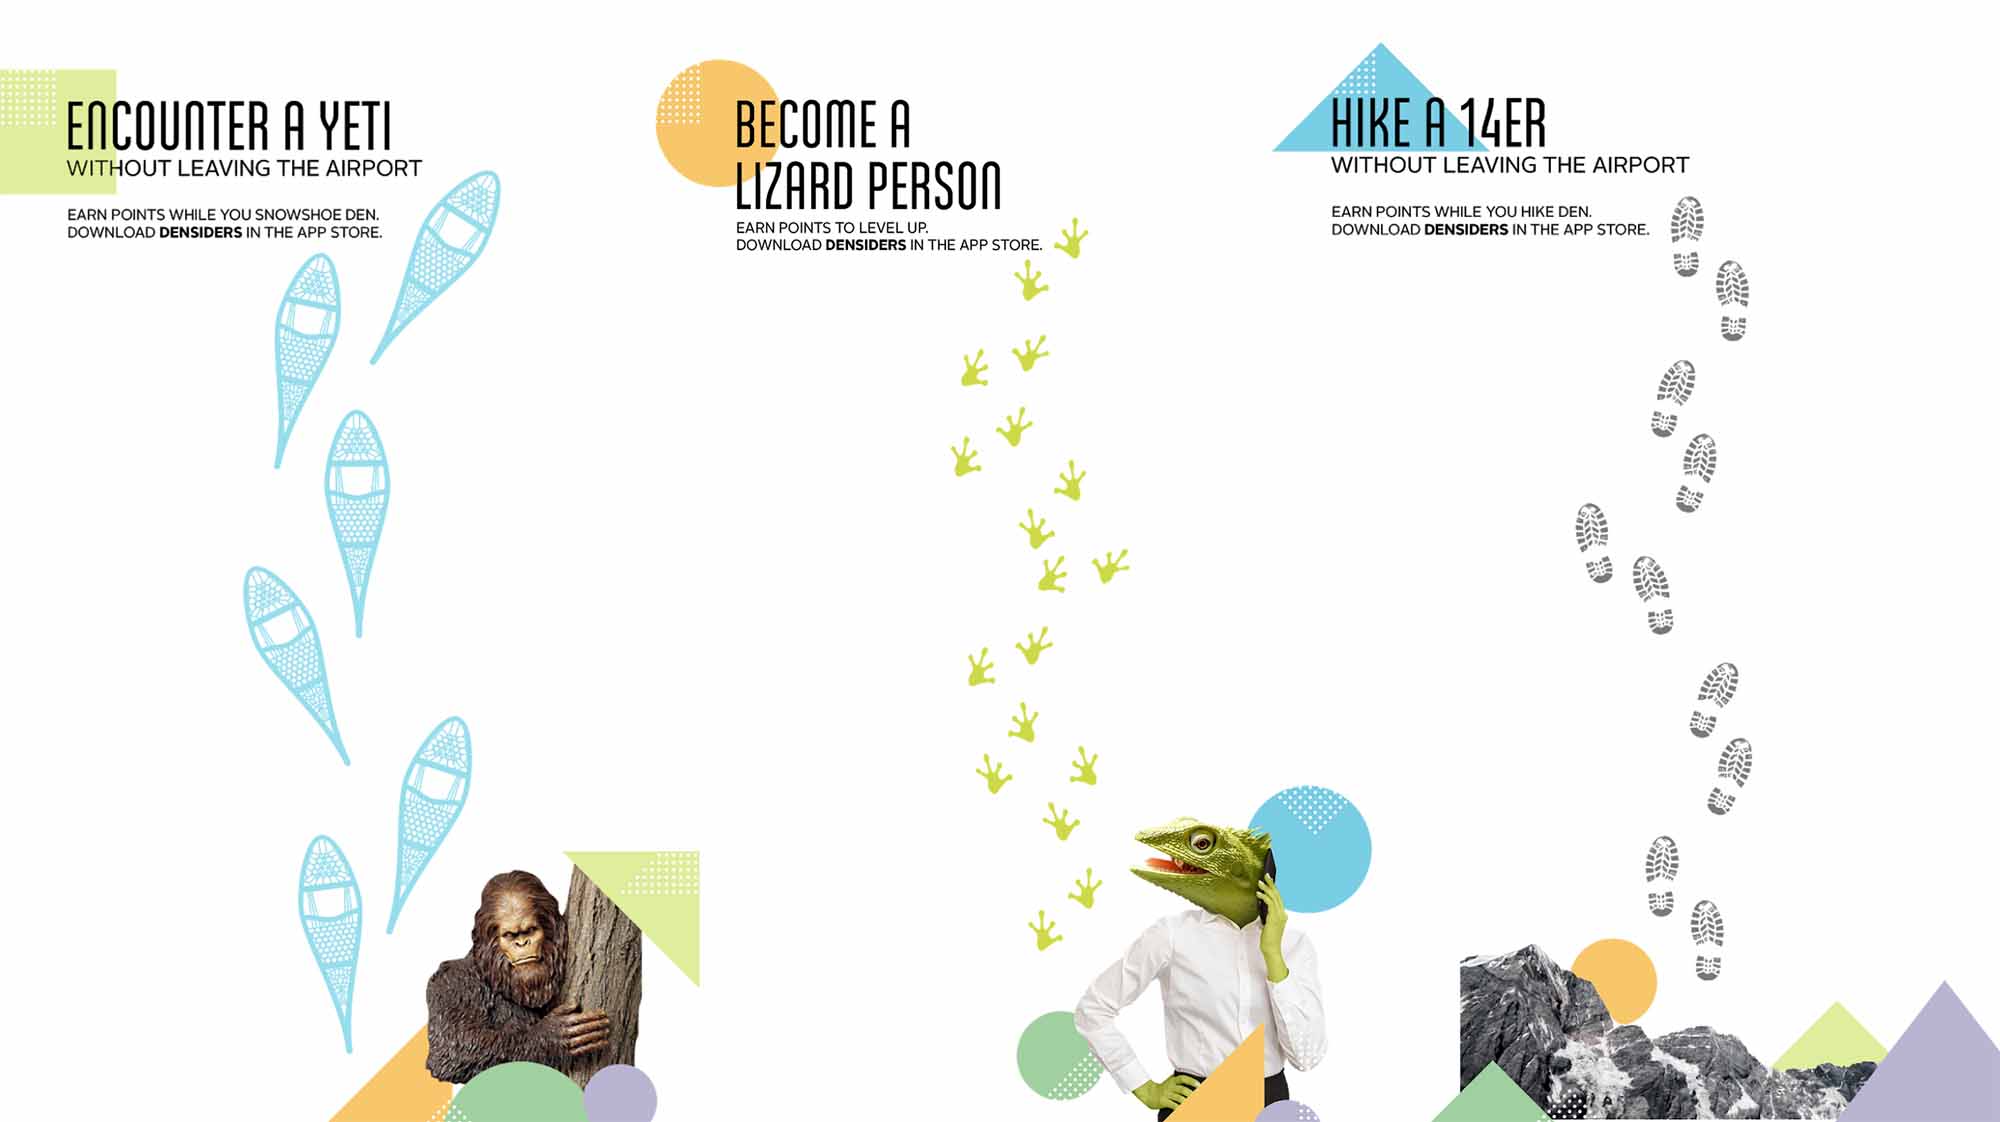 ENCOUNTER A YETI
WITHOUT LEAVING THE AIRPORT
EARN POINTS WHILE YOU SNOWSHOE DEN.
DOWNLOAD DENSIDERS IN THE APP STORE.
BECOME A
LIZARD PERSON
EARN POINTS TO LEVEL UP.
DOWNLOAD DENSIDERS IN THE APP STORE.
HIKE A 14ER
WITHOUT LEAVING THE AIRPORT
EARN POINTS WHILE YOU HIKE DEN.
DOWNLOAD DENSIDERS IN THE APP STORE.